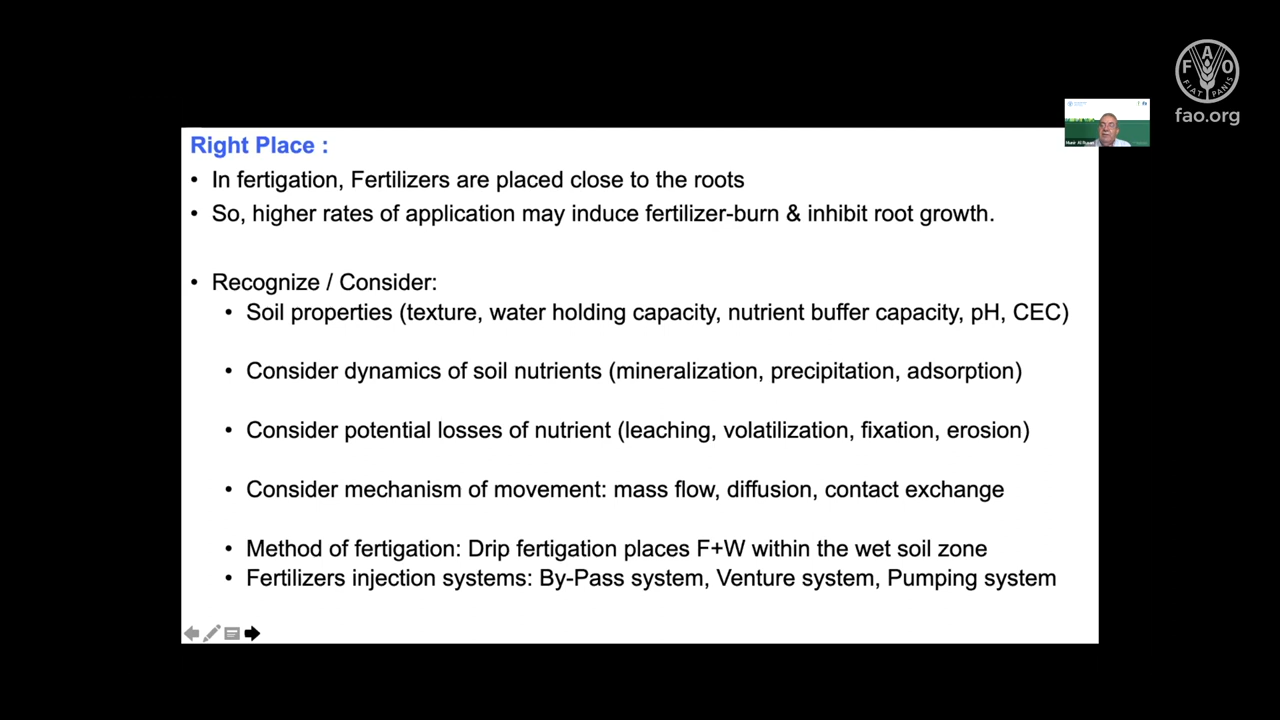 FAO
FIAT PANIS
fao.org
Right Place :
• In fertigation, Fertilizers are placed close to the roots
• So, higher rates of application may induce fertilizer-burn & inhibit root growth.
• Recognize / Consider:
• Soil properties (texture, water holding capacity, nutrient buffer capacity, pH, CEC)
• Consider dynamics of soil nutrients (mineralization, precipitation, adsorption)
• Consider potential losses of nutrient (leaching, volatilization, fixation, erosion)
• Consider mechanism of movement: mass flow, diffusion, contact exchange
• Method of fertigation: Drip fertigation places F+W within the wet soil zone
• Fertilizers injection systems: By-Pass system, Venture system, Pumping system